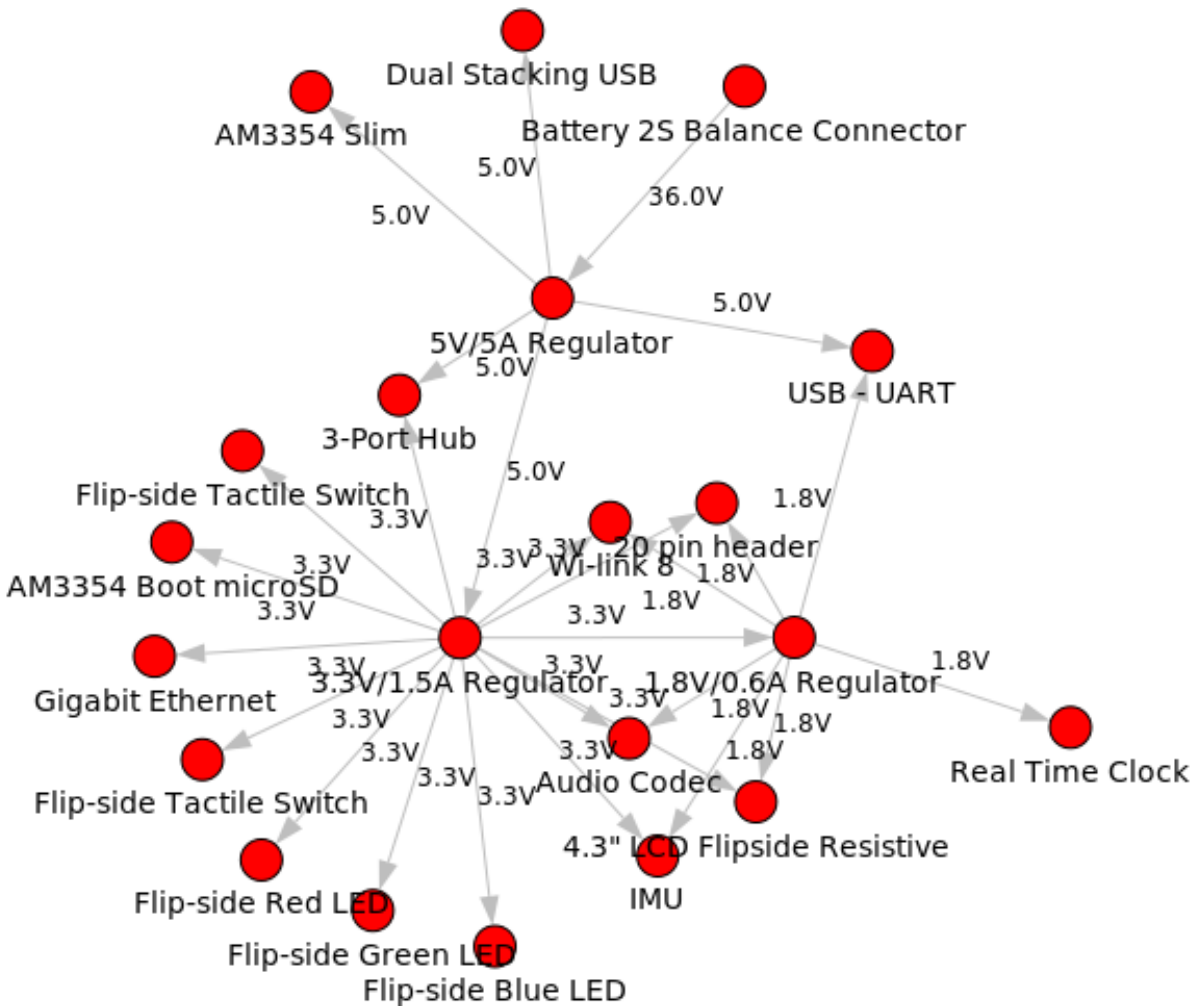 Dual Stacking USB
AM3354 Slim
Battery 2S Balance Connector
5.0V
36.0V
5.0V
5.0V
5V/5A Regulator
5.0V
USB - UART
3-Port Hub
5.0V
Flip-side Tactile Switch
1.8V
3.3V
20 pin header
3.3V
3.3V
Wi-link 8
3.3V
1.8V
AM3354 Boot microSD
1.8V
3.3V
3.3V
1.8V
3.3V
3.3V
3.3V/1.5A Regulator
1.8V/0.6A Regulator
Gigabit Ethernet
3.3V
1.8V
3.3V
1.8V
3.3V
3.3V
1.8V
Real Time Clock
3.3V
Audio Codec
3.3V
Flip-side Tactile Switch
4.3" LCD Flipside Resistive
IMU
Flip-side Red LED
Flip-side Green LED
Flip-side Blue LED